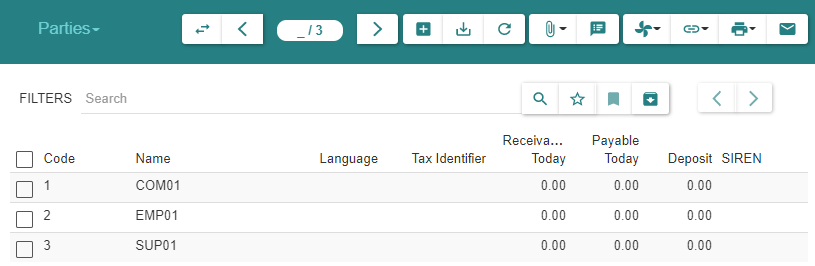 Parties
_ / 3
FILTERS Search
Receiva... Payable
Code Name Language Tax Identifier Today Today Deposit SIREN
1 COM01 0.00 0.00 0.00
2 EMP01 0.00 0.00 0.00
3 SUP01 0.00 0.00 0.00